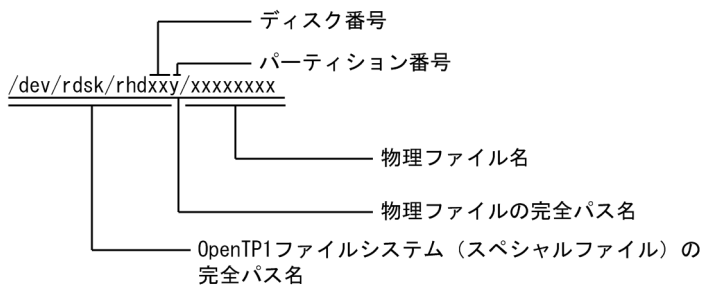 ディスク番号
パーティション番号
/dev/rdsk/rhdxxy/xxxxxxxx
物理ファイル名
物理ファイルの完全パス名
OpenTP1ファイルシステム（スペシャルファイル）の
完全パス名